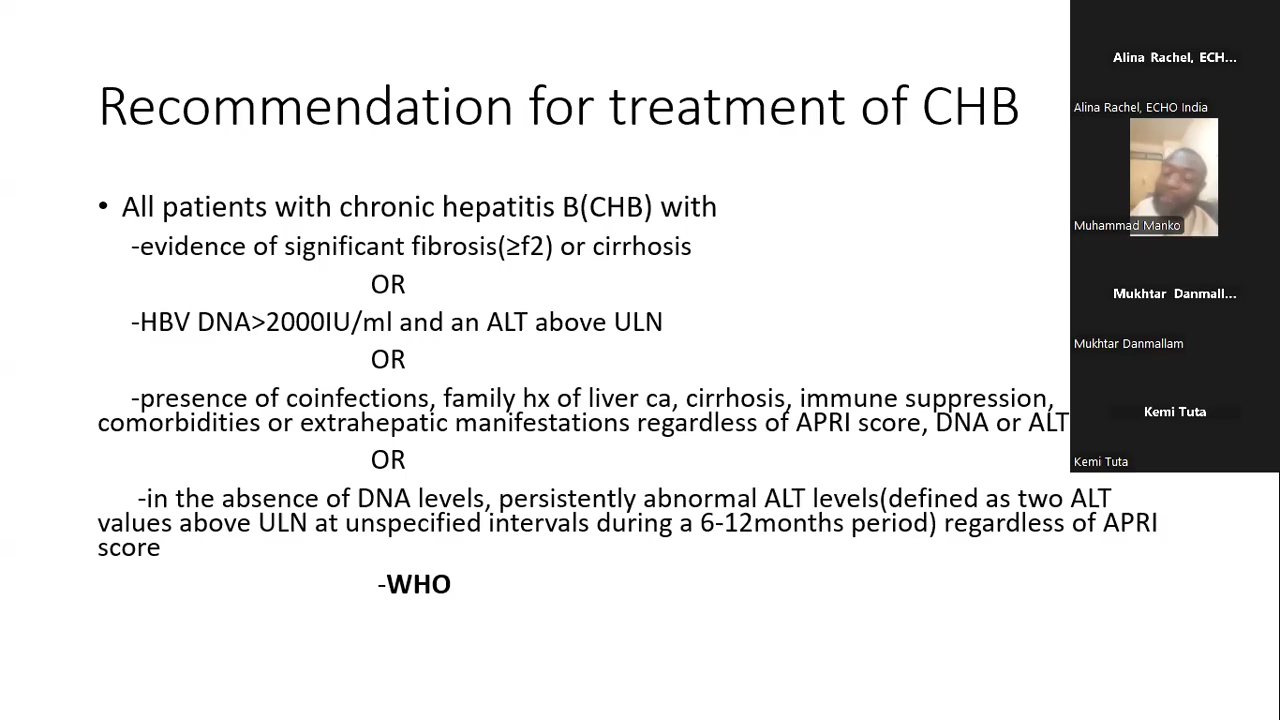 Recommendation for treatment of CHB
• All patients with chronic hepatitis B(CHB) with
-evidence of significant fibrosis(≥f2) or cirrhosis
OR
-HBV DNA>2000IU/ml and an ALT above ULN
OR
-presence of coinfections, family hx of liver ca, cirrhosis, immune suppression,
comorbidities or extrahepatic manifestations regardless of APRI score, DNA or ALT
OR
-in the absence of DNA levels, persistently abnormal ALT levels(defined as two ALT
values above ULN at unspecified intervals during a 6-12months period) regardless of APRI
score
-WHO
Alina Rachel, ECH...
Alina Rachel, ECHO India
Muhammad Manko
Mukhtar Danmall...
Mukhtar Danmallam
Kemi Tuta
Kemi Tuta